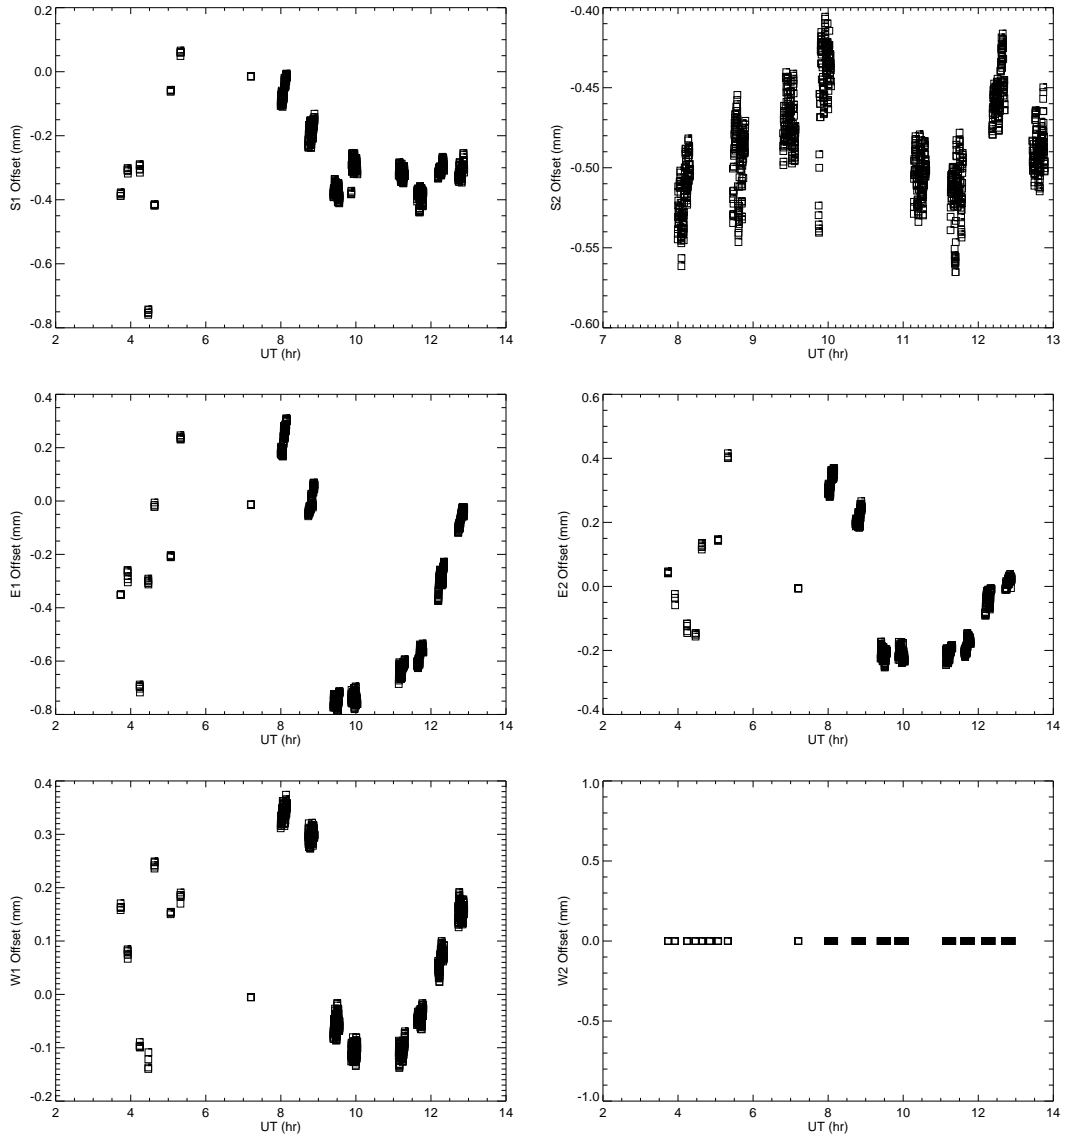 0.2
0.0
-0.2
-0.4
-0.6
-0.8
S1 Offset (mm)
2 4 6 8 10 12 14
UT (hr)
-0.40
-0.45
-0.50
-0.55
-0.60
S2 Offset (mm)
7 8 9 10 11 12 13
UT (hr)
0.4
0.2
0.0
-0.2
-0.4
-0.6
-0.8
E1 Offset (mm)
2 4 6 8 10 12 14
UT (hr)
0.6
0.4
0.2
0.0
-0.2
-0.4
E2 Offset (mm)
2 4 6 8 10 12 14
UT (hr)
0.4
0.3
0.2
0.1
0.0
-0.1
-0.2
W1 Offset (mm)
2 4 6 8 10 12 14
UT (hr)
1.0
0.5
0.0
-0.5
-1.0
W2 Offset (mm)
2 4 6 8 10 12 14
UT (hr)